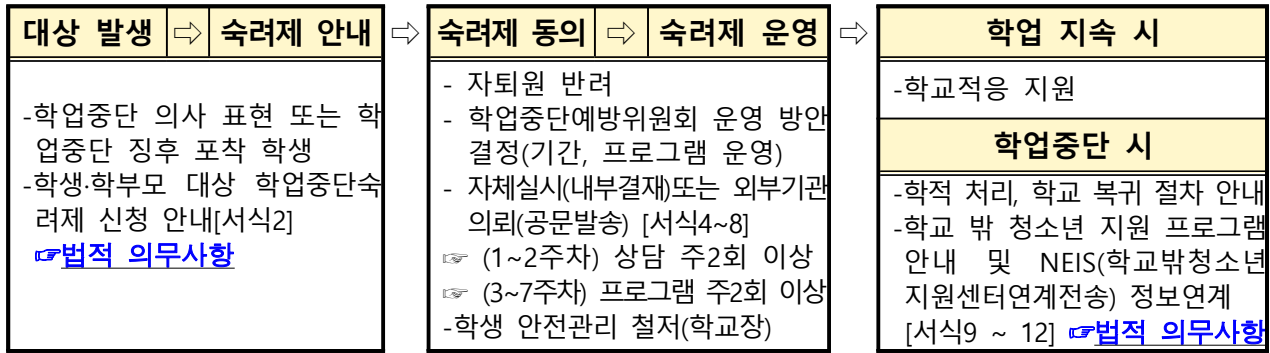 대상 발생 ⇨ 숙려제 안내 ⇨
-학업중단 의사 표현 또는 학
업중단 징후 포착 학생
-학생·학부모 대상 학업중단숙
려제 신청 안내[서식2]
☞법적 의무사항
숙려제 동의 ⇨ 숙려제 운영 ⇨
- 자퇴원 반려
- 학업중단예방위원회 운영 방안
결정(기간, 프로그램 운영)
- 자체실시(내부결재)또는 외부기관
의뢰(공문발송) [서식4~8]
☞ (1~2주차) 상담 주2회 이상
☞ (3~7주차) 프로그램 주2회 이상
-학생 안전관리 철저(학교장)
학업 지속 시
-학교적응 지원
학업중단 시
-학적 처리, 학교 복귀 절차 안내
-학교 밖 청소년 지원 프로그램
안내 및 NEIS(학교밖청소년
지원센터연계전송) 정보연계
[서식9 ~ 12] ☞법적 의무사항